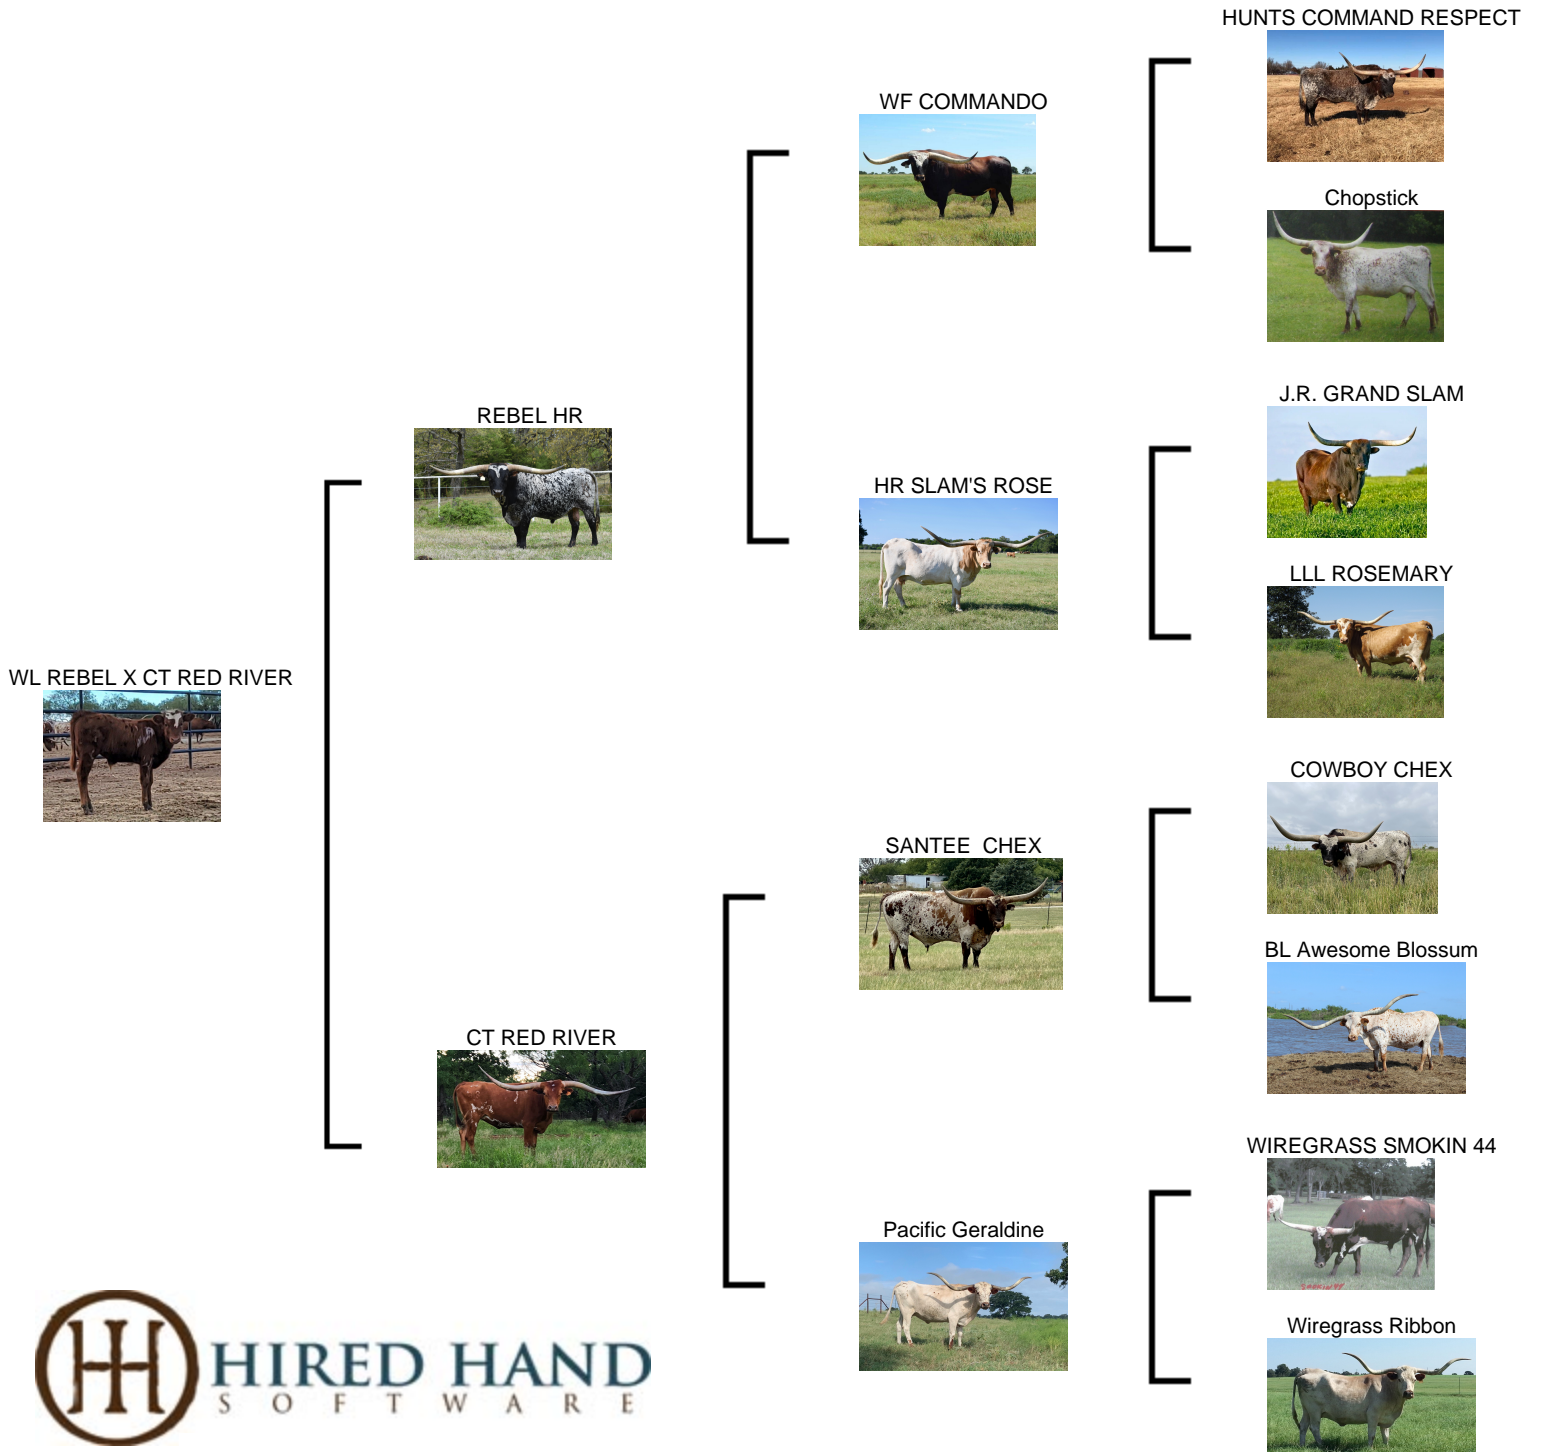 HUNTS COMMAND RESPECT
WF COMMANDO
Chopstick
J.R. GRAND SLAM
REBEL HR
HR SLAM'S ROSE
LLL ROSEMARY
WL REBEL X CT RED RIVER
COWBOY CHEX
SANTEE  CHEX
BL Awesome Blossum
CT RED RIVER
WIREGRASS SMOKIN 44
Pacific Geraldine
SMOKIN 44
Wiregrass Ribbon
HIRED HAND
SOFTWARE